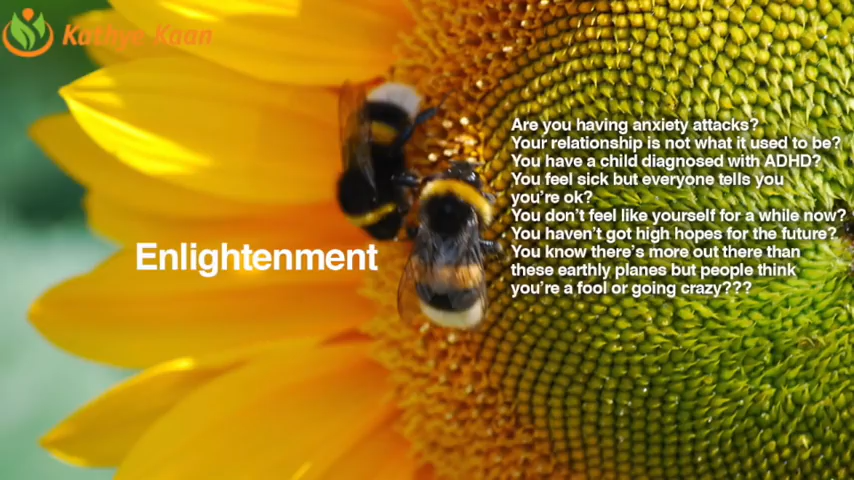 Kathye Kaan
Enlightenment
Are you having anxiety attacks?
Your relationship is not what it used to be?
You have a child diagnosed with ADHD?
You feel sick but everyone tells you
you're ok?
You don't feel like yourself for a while now?
You haven't got high hopes for the future?
You know there's more out there than
these earthly planes but people think
you're a fool or going crazy???